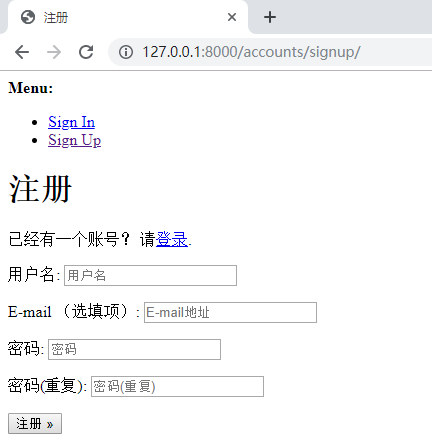 注册
127.0.0.1:8000/accounts/signup/
Menu:
Sign In
Sign Up
注册
已经有一个账号？ 请登录.
用户名: 用户名
E-mail （选填项）: E-mail地址
密码: 密码
密码(重复): 密码(重复)
注册 »